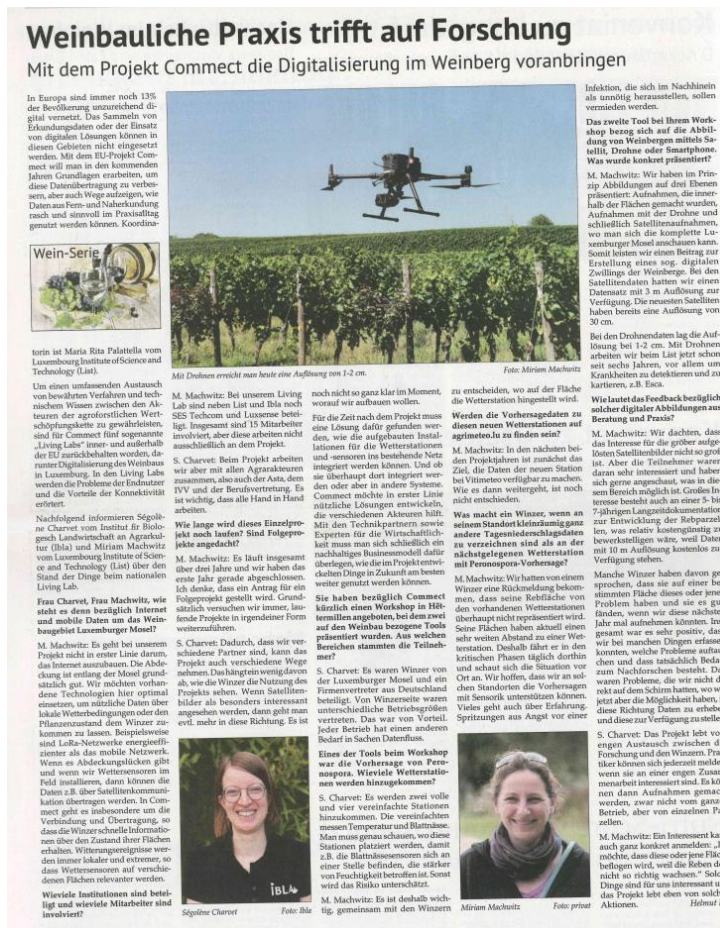 Weinbauliche Praxis trifft auf Forschung
Mit dem Projekt Commect die Digitalisierung im Weinberg voranbringen
In Europa sind immer noch 13%
der Bevölkerung unzureichend di-
gital vernetzt. Das Sammeln von
Erkundungsdaten oder der Einsatz
von digitalen Lösungen können in
diesen Gebieten nicht eingesetzt
werden. Mit dem EU-Projekt Com-
mect will man in den kommenden
Jahren Grundlagen erarbeiten, um
diese Datenübertragung zu verbes-
sern, aber auch Wege aufzeigen, wie
Daten aus Fern- und Naherkundung
rasch und sinnvoll im Praxisalltag
genutzt werden können. Koordina-
Wein-Serie
torin ist Maria Rita Palattella vom
Luxembourg Institute of Science and
Technology (List).
Um einen umfassenden Austausch
von bewährten Verfahren und tech-
nischem Wissen zwischen den Ak-
teuren der agroforstlichen Wert-
schöpfungskette zu gewährleisten,
sind für Commect fünf sogenannte
„Living Labs" inner- und außerhalb
der EU zurückbehalten worden, da-
runter Digitalisierung des Weinbaus
in Luxemburg. In den Living Labs
werden die Probleme der Endnutzer
und die Vorteile der Konnektivität
erörtert.
Nachfolgend informieren Ségolè-
ne Charvet vom Institut fir Biolo-
gesch Landwirtschaft an Agrarkul-
tur (Ibla) und Miriam Machwitz
vom Luxembourg Institute of Scien-
ce and Technology (List) über den
Stand der Dinge beim nationalen
Living Lab.
Frau Charvet, Frau Machwitz, wie
steht es denn bezüglich Internet
und mobile Daten um das Wein-
baugebiet Luxemburger Mosel?
M. Machwitz: Es geht bei unserem
Projekt nicht in erster Linie darum,
das Internet auszubauen. Die Abde-
ckung ist entlang der Mosel grund-
sätzlich gut. Wir möchten vorhan-
dene Technologien hier optimal
einsetzen, um nützliche Daten über
lokale Wetterbedingungen oder den
Pflanzenzustand dem Winzer zu-
kommen zu lassen. Beispielsweise
sind LoRa-Netzwerke energieeffi-
zienter als das mobile Netzwerk.
Wenn es Abdeckungslücken gibt
und wenn wir Wettersensoren im
Feld installieren, dann können die
Daten z.B. über Satellitenkommuni-
kation übertragen werden. In Com-
mect geht es insbesondere um die
Verbindung und Übertragung, so
dass die Winzer schnelle Informatio-
nen über den Zustand ihrer Flächen
erhalten. Witterungsereignisse wer-
den immer lokaler und extremer, so
dass Wettersensoren auf verschie-
denen Flächen relevanter werden.
Wieviele Institutionen sind betei-
ligt und wieviele Mitarbeiter sind
involviert?
Mit Drohnen erreicht man heute eine Auflösung von 1-2 cm.
Foto: Miriam Machwitz
M. Machwitz: Bei unserem Living
Lab sind neben List und Ibla noch
SES Techcom und Luxsense betei-
ligt. Insgesamt sind 15 Mitarbeiter
involviert, aber diese arbeiten nicht
ausschließlich an dem Projekt.
S. Charvet: Beim Projekt arbeiten
wir aber mit allen Agrarakteuren
zusammen, also auch der Asta, dem
IVV und der Berufsvertretung. Es
ist wichtig, dass alle Hand in Hand
arbeiten.
Wie lange wird dieses Einzelpro-
jekt noch laufen? Sind Folgepro-
jekte angedacht?
M. Machwitz: Es läuft insgesamt
über drei Jahre und wir haben das
erste Jahr gerade abgeschlossen.
Ich denke, dass ein Antrag für ein
Folgeprojekt gestellt wird. Grund-
sätzlich versuchen wir immer, lau-
fende Projekte in irgendeiner Form
weiterzuführen.
S. Charvet: Dadurch, dass wir ver-
schiedene Partner sind, kann das
Projekt auch verschiedene Wege
nehmen. Das hängt ein wenig davon
ab, wie die Winzer die Nutzung des
Projekts sehen. Wenn Satelliten-
bilder als besonders interessant
angesehen werden, dann geht man
evtl. mehr in diese Richtung. Es ist
IBLA
Ségolène Charvet
Foto: Ibla
noch nicht so ganz klar im Moment,
worauf wir aufbauen wollen.
Für die Zeit nach dem Projekt muss
eine Lösung dafür gefunden wer-
den, wie die aufgebauten Instal-
lationen für die Wetterstationen
und -sensoren ins bestehende Netz
integriert werden können. Und ob
sie überhaupt dort integriert wer-
den oder aber in andere Systeme.
Commect möchte in erster Linie
nützliche Lösungen entwickeln,
die verschiedenen Akteuren hilft.
Mit den Technikpartnern sowie
Experten für die Wirtschaftlich-
keit muss man sich schließlich ein
nachhaltiges Businessmodell dafür
überlegen, wie die im Projekt entwi-
ckelten Dinge in Zukunft am besten
weiter genutzt werden können.
Sie haben bezüglich Commect
kürzlich einen Workshop in Hët-
termillen angeboten, bei dem zwei
auf den Weinbau bezogene Tools
präsentiert wurden. Aus welchen
Bereichen stammten die Teilneh-
mer?
S. Charvet: Es waren Winzer von
der Luxemburger Mosel und ein
Firmenvertreter aus Deutschland
beteiligt. Von Winzerseite waren
unterschiedliche Betriebsgrößen
vertreten. Das war von Vorteil.
Jeder Betrieb hat einen anderen
Bedarf in Sachen Datenfluss.
Eines der Tools beim Workshop
war die Vorhersage von Pero-
nospora. Wieviele Wetterstatio-
nen werden hinzugekommen?
S. Charvet: Es werden zwei volle
und vier vereinfachte Stationen
hinzukommen. Die vereinfachten
messen Temperatur und Blattnässe.
Man muss genau schauen, wo diese
Stationen platziert werden, damit
z.B. die Blattnässesensoren sich an
einer Stelle befinden, die stärker
von Feuchtigkeit betroffen ist. Sonst
wird das Risiko unterschätzt.
M. Machwitz: Es ist deshalb wich-
tig, gemeinsam mit den Winzern
zu entscheiden, wo auf der Fläche
die Wetterstation hingestellt wird.
Werden die Vorhersagedaten zu
diesen neuen Wetterstationen auf
agrimeteo.lu zu finden sein?
M. Machwitz: In den nächsten bei-
den Projektjahren ist zunächst das
Ziel, die Daten der neuen Station
bei Vitimeteo verfügbar zu machen.
Wie es dann weitergeht, ist noch
nicht entschieden.
Was macht ein Winzer, wenn an
seinem Standort kleinräumig ganz
andere Tagesniederschlagsdaten
zu verzeichnen sind als an der
nächstgelegenen Wetterstation
mit Peronospora-Vorhersage?
M. Machwitz: Wir hatten von einem
Winzer eine Rückmeldung bekom-
men, dass seine Rebfläche von
den vorhandenen Wetterstationen
überhaupt nicht repräsentiert wird.
Seine Flächen haben aktuell einen
sehr weiten Abstand zu einer Wet-
terstation. Deshalb fährt er in den
kritischen Phasen täglich dorthin
und schaut sich die Situation vor
Ort an. Wir hoffen, dass wir an sol-
chen Standorten die Vorhersagen
mit Sensorik unterstützen können.
Vieles geht auch über Erfahrung.
Spritzungen aus Angst vor einer
Miriam Machwitz
Foto: privat
Infektion, die sich im Nachhinein
als unnötig herausstellen, sollen
vermieden werden.
Das zweite Tool bei Ihrem Work-
shop bezog sich auf die Abbil-
dung von Weinbergen mittels Sa-
tellit, Drohne oder Smartphone.
Was wurde konkret präsentiert?
M. Machwitz: Wir haben im Prin-
zip Abbildungen auf drei Ebenen
präsentiert: Aufnahmen, die inner-
halb der Flächen gemacht wurden,
Aufnahmen mit der Drohne und
schließlich Satellitenaufnahmen,
wo man sich die komplette Lu-
xemburger Mosel anschauen kann.
Somit leisten wir einen Beitrag zur
Erstellung eines sog. digitalen
Zwillings der Weinberge. Bei den
Satellitendaten hatten wir einen
Datensatz mit 3 m Auflösung zur
Verfügung. Die neuesten Satelliten
haben bereits eine Auflösung von
30 cm.
Bei den Drohnendaten lag die Auf-
lösung bei 1-2 cm. Mit Drohnen
arbeiten wir beim List jetzt schon
seit sechs Jahren, vor allem um
Krankheiten zu detektieren und zu
kartieren, z.B. Esca.
Wie lautet das Feedback bezüglich
solcher digitaler Abbildungen aus
Beratung und Praxis?
M. Machwitz: Wir dachten, dass
das Interesse für die gröber aufge-
lösten Satellitenbilder nicht so groß
ist. Aber die Teilnehmer waren
daran sehr interessiert und haben
sich gerne angeschaut, was in die-
sem Bereich möglich ist. Großes In-
teresse besteht auch an einer 5- bis
7-jährigen Langzeitdokumentation
zur Entwicklung der Rebparzel-
len, was relativ kostengünstig zu
bewerkstelligen wäre, weil Daten
mit 10 m Auflösung kostenlos zur
Verfügung stehen.
Manche Winzer haben davon ge-
sprochen, dass sie auf einer be-
stimmten Fläche dieses oder jenes
Problem haben und sie es gut
fänden, wenn wir diese nächstes
Jahr mal aufnehmen könnten. Ins-
gesamt war es sehr positiv, dass
wir bei manchen Dingen erfassen
konnten, welche Probleme auftau-
chen und dass tatsächlich Bedarf
zum Nachforschen besteht. Da
waren Probleme, die wir nicht di-
rekt auf dem Schirm hatten, wo
jetzt aber die Möglichkeit haben,
diese Richtung Daten zu erheben
und diese zur Verfügung zu stellen.
S. Charvet: Das Projekt lebt vom
engen Austausch zwischen der
Forschung und den Winzern. Prak-
tiker können sich jederzeit melden,
wenn sie an einer engen Zusam-
menarbeit interessiert sind. Es kön-
nen dann Aufnahmen gemacht
werden, zwar nicht vom ganzen
Betrieb, aber von einzelnen Par-
zellen.
M. Machwitz: Ein Interessent kann
auch ganz konkret anmelden: „Ich
möchte, dass diese oder jene Fläche
beflogen wird, weil die Reben dort
nicht so richtig wachsen." Solche
Dinge sind für uns interessant und
das Projekt lebt eben von solchen
Aktionen.
Helmut